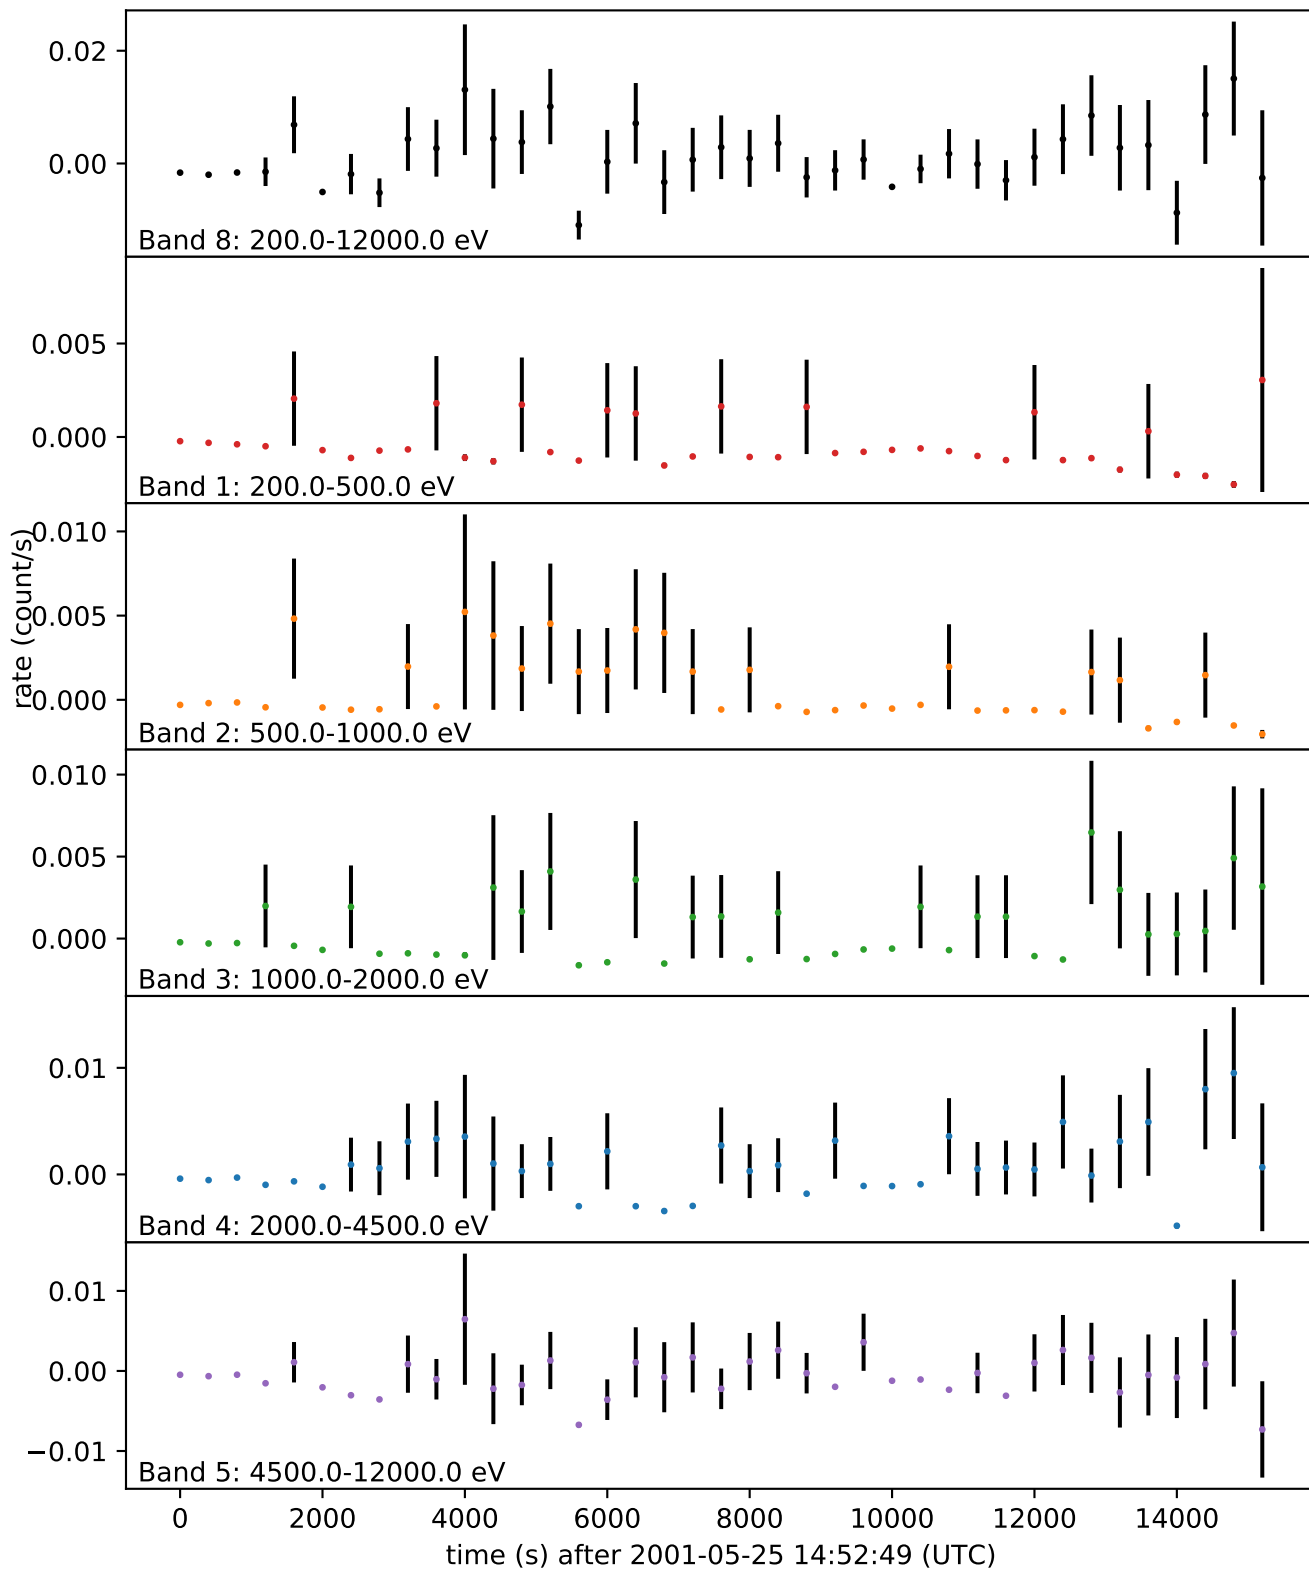 0.02
0.00
Band 8: 200.0-12000.0 eV
0.005
0.000
Band 1: 200.0-500.0 eV
rate (count/s)
0.010
0.005
0.000
Band 2: 500.0-1000.0 eV
0.010
0.005
0.000
Band 3: 1000.0-2000.0 eV
0.01
0.00
Band 4: 2000.0-4500.0 eV
0.01
0.00
−0.01
Band 5: 4500.0-12000.0 eV
0 2000 4000 6000 8000 10000 12000 14000
time (s) after 2001-05-25 14:52:49 (UTC)